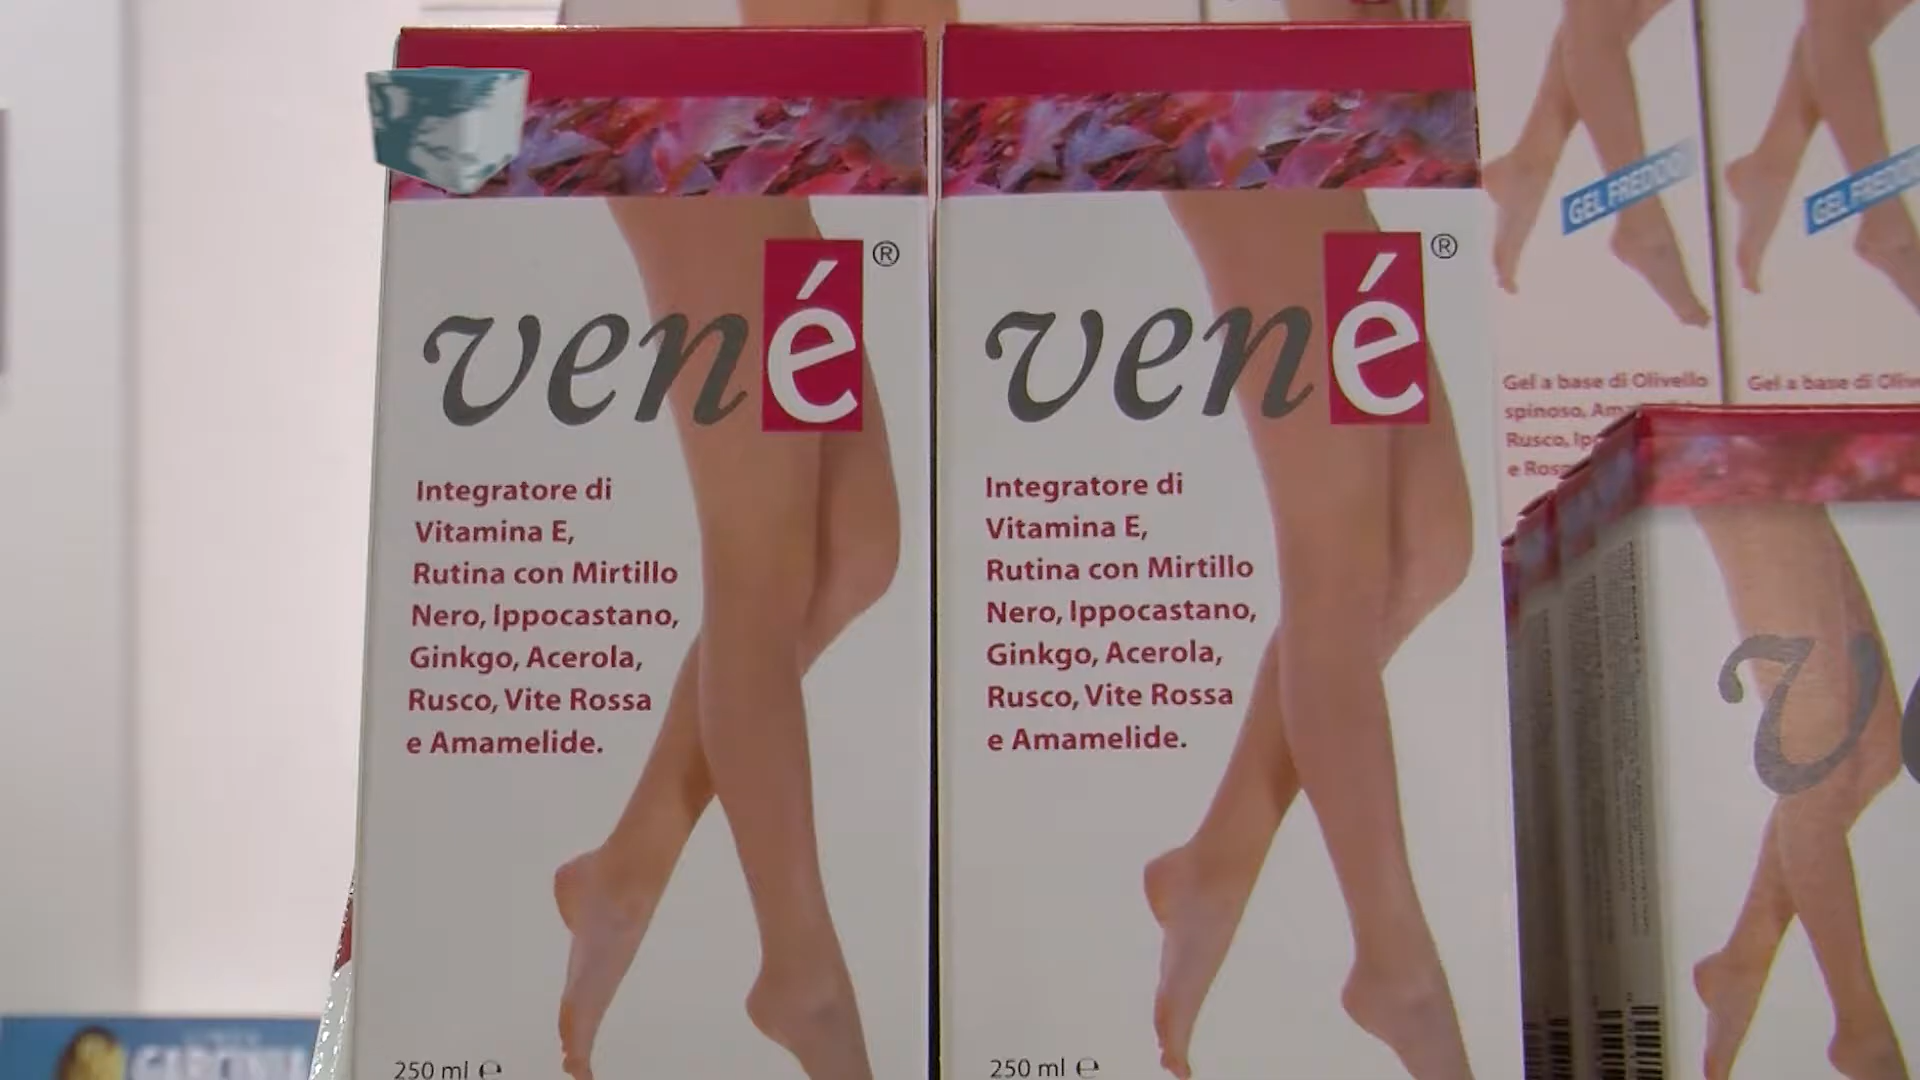 vené®
Integratore di
Vitamina E,
Rutina con Mirtillo
Nero, Ippocastano,
Ginkgo, Acerola,
Rusco, Vite Rossa
e Amamelide.
250 ml ℮
vené®
Integratore di
Vitamina E,
Rutina con Mirtillo
Nero, Ippocastano,
Ginkgo, Acerola,
Rusco, Vite Rossa
e Amamelide.
250 ml ℮
GEL FREDDO
Gel a base di Olivello
spinoso,
Rusco,
GEL
Gel a base di
GARCINIA